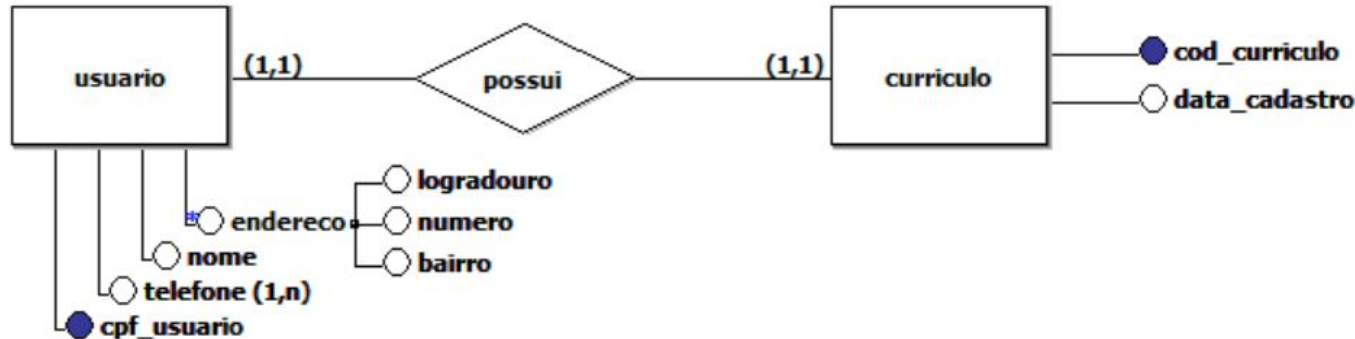 usuario
(1,1)
possui
(1,1)
curriculo
cod_curriculo
data_cadastro
*
endereco
logradouro
numero
bairro
nome
telefone (1,n)
cpf_usuario